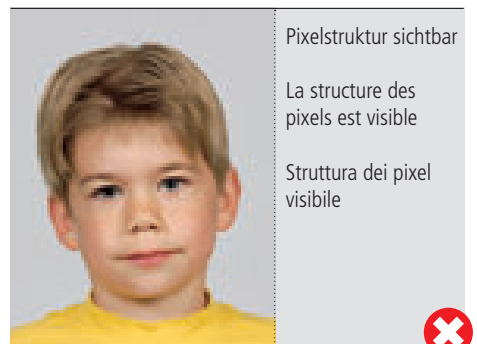 Pixelstruktur sichtbar
La structure des
pixels est visible
Struttura dei pixel
visibile